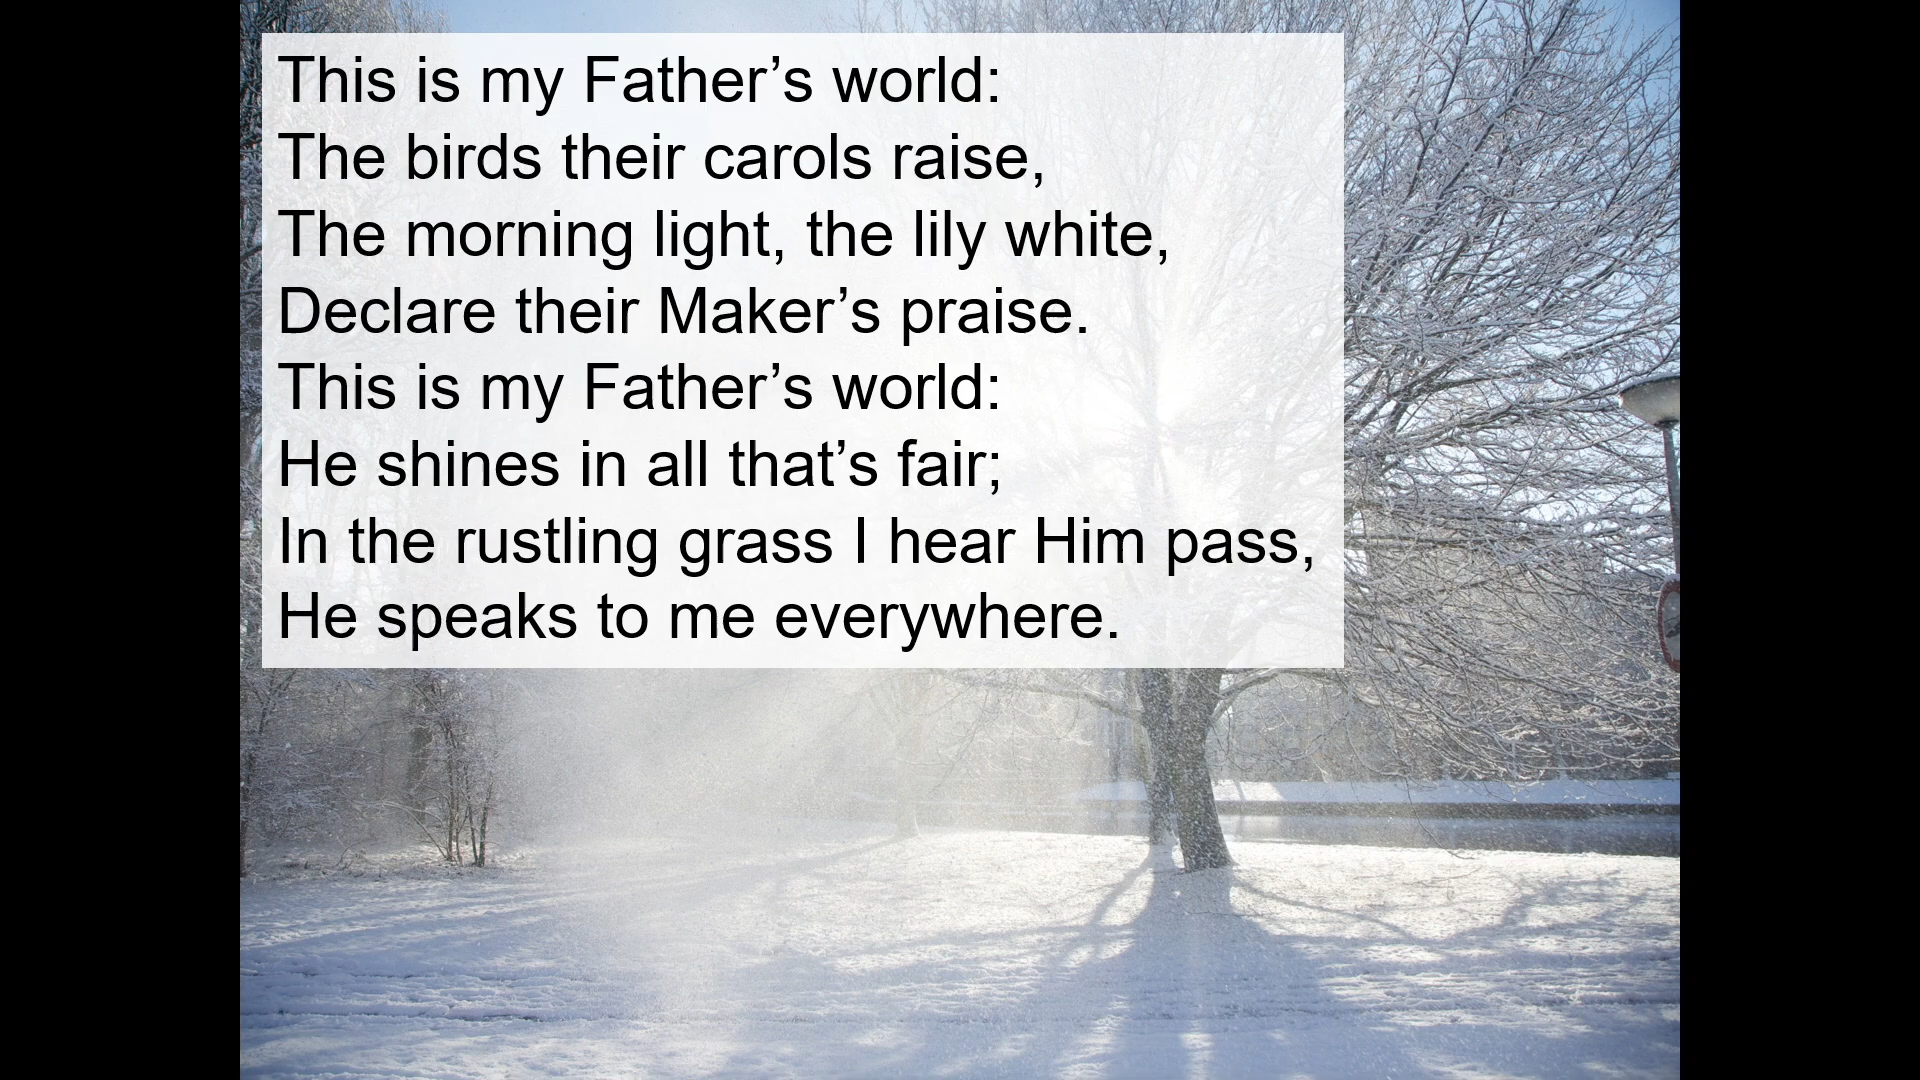 This is my Father’s world:
The birds their carols raise,
The morning light, the lily white,
Declare their Maker’s praise.
This is my Father’s world:
He shines in all that’s fair;
In the rustling grass I hear Him pass,
He speaks to me everywhere.